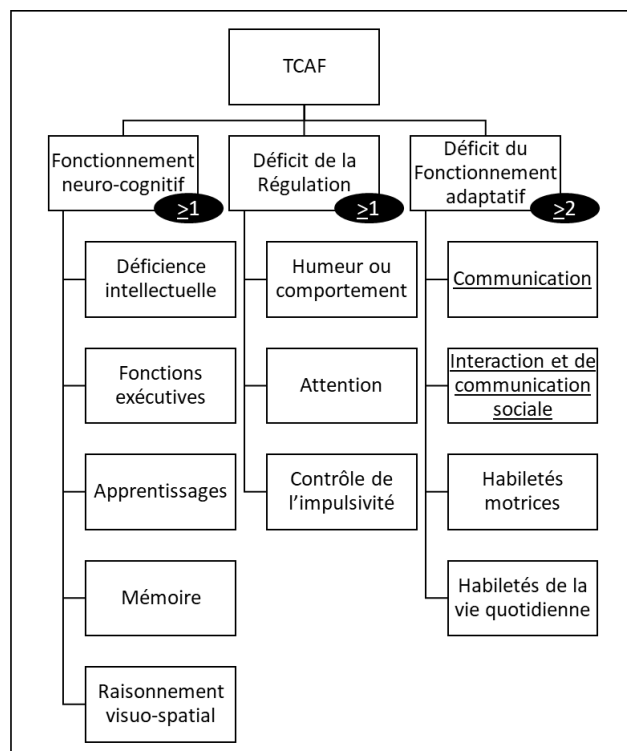 TCAF
Fonctionnement
neuro-cognitif
≥1
Déficit de la
Régulation
≥1
Déficit du
Fonctionnement
adaptatif
≥2
Déficience
intellectuelle
Fonctions
exécutives
Apprentissages
Mémoire
Raisonnement
visuo-spatial
Humeur ou
comportement
Attention
Contrôle de
l'impulsivité
Communication
Interaction et de
communication
sociale
Habiletés
motrices
Habiletés de la
vie quotidienne